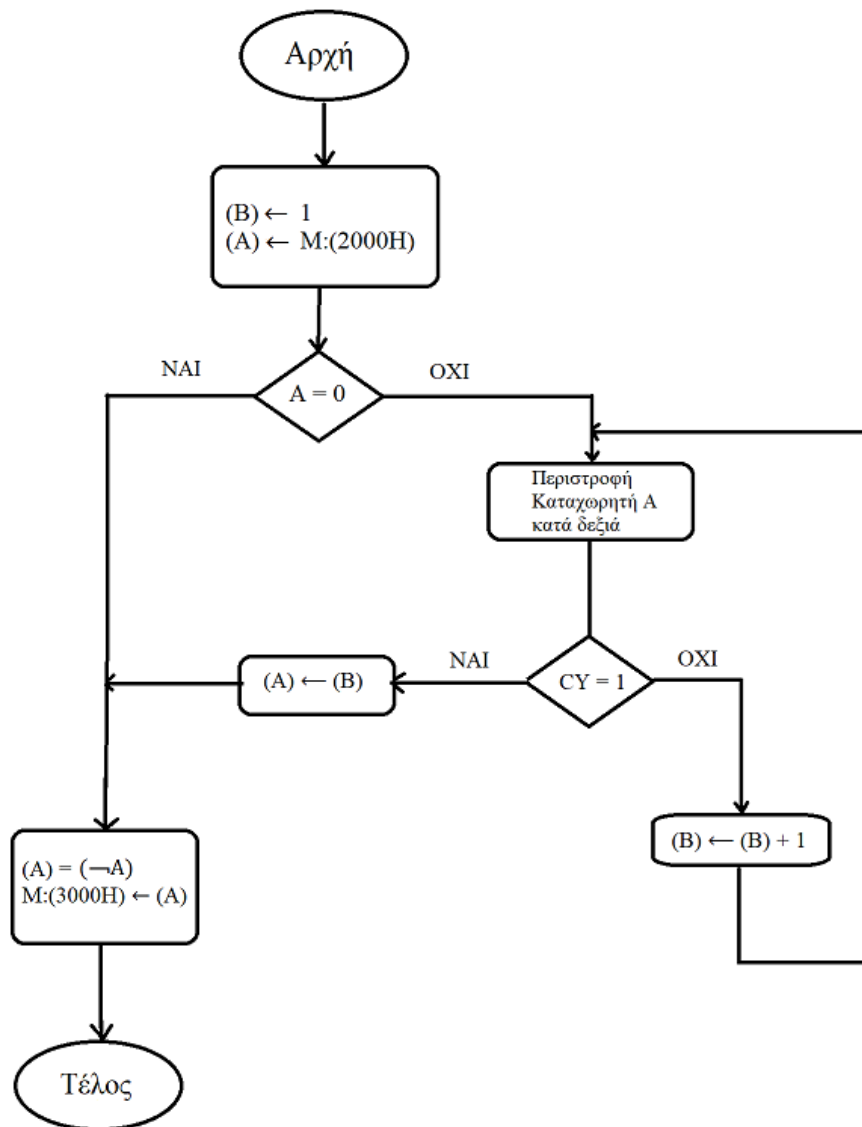 Αρχή
(B) ← 1
(A) ← M:(2000H)
ΝΑΙ
A = 0
ΟΧΙ
Περιστροφή
Καταχωρητή Α
κατά δεξιά
(A) ← (B)
ΝΑΙ
CY = 1
ΟΧΙ
(B) ← (B) + 1
(A) = (¬A)
M:(3000H) ← (A)
Τέλος